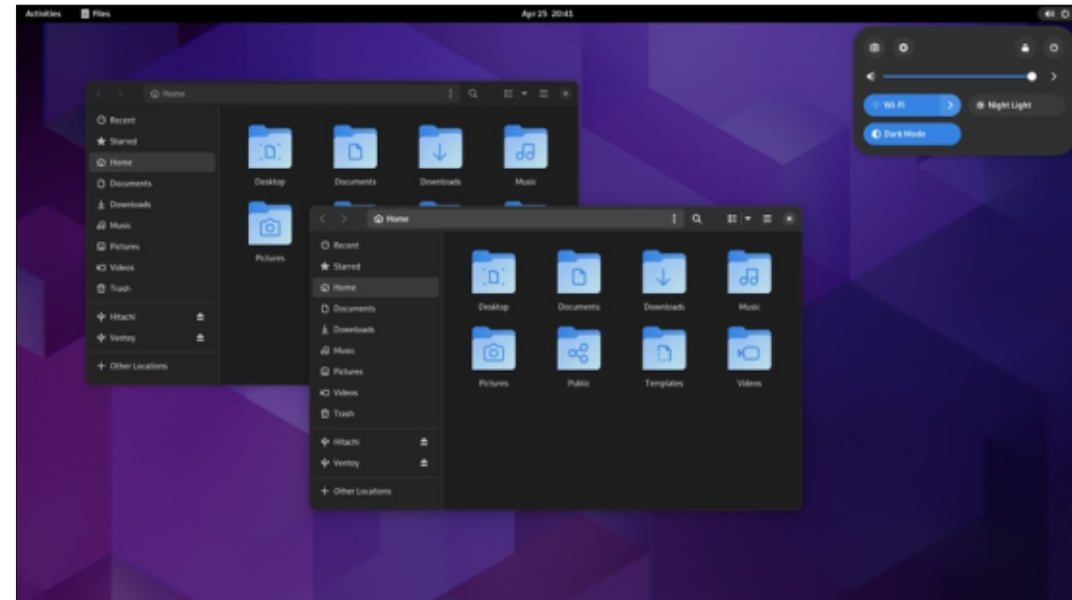 Activities Files Apr 25 20:41
Wi-Fi Night Light
Dark Mode
Home
Recent
Starred
Home
Documents
Downloads
Music
Pictures
Videos
Trash
Hitachi
Ventoy
Other Locations
Desktop Documents Downloads Music
Pictures
Home
Recent
Starred
Home
Documents
Downloads
Music
Pictures
Videos
Trash
Hitachi
Ventoy
Other Locations
Desktop Documents Downloads Music
Pictures Public Templates Videos